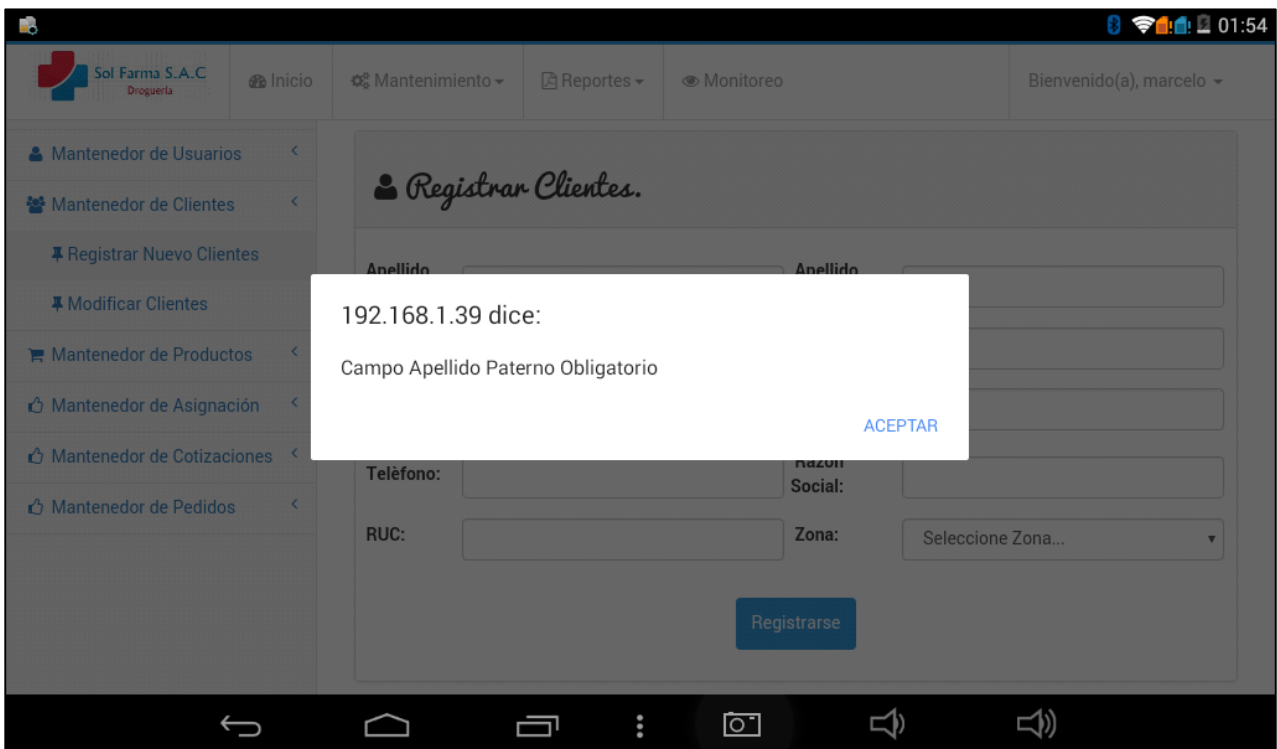 01:54
Sol Farma S.A.C
Droguería
Inicio
Mantenimiento
Reportes
Monitoreo
Bienvenido(a), marcelo
Mantenedor de Usuarios
Mantenedor de Clientes
Registrar Nuevo Clientes
Modificar Clientes
Mantenedor de Productos
Mantenedor de Asignación
Mantenedor de Cotizaciones
Mantenedor de Pedidos
Registrar Clientes.
Apellido
Apellido
192.168.1.39 dice:
Campo Apellido Paterno Obligatorio
ACEPTAR
Telèfono:
Razón
Social:
RUC:
Zona:
Seleccione Zona...
Registrarse